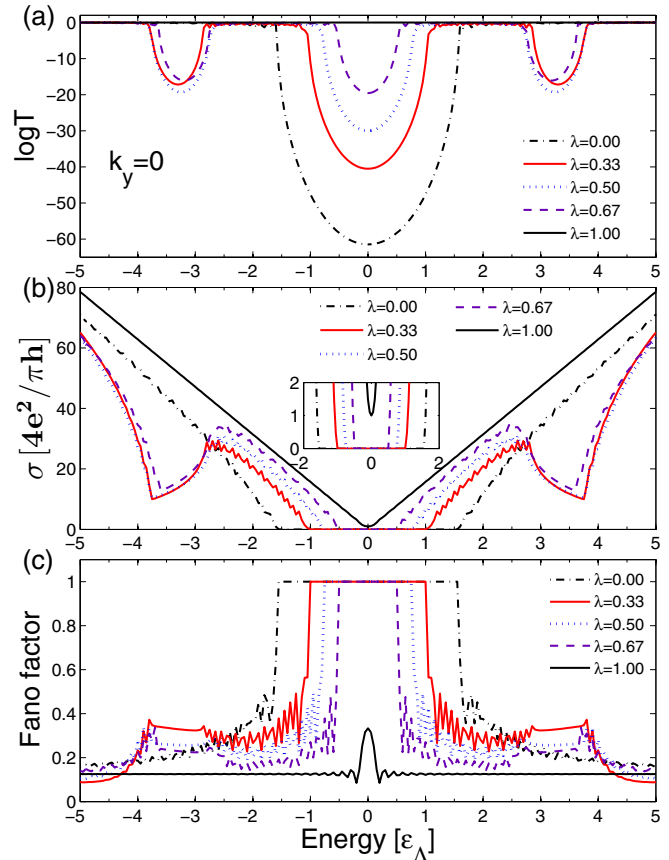 (a)
0
−10
−20
−30
−40
−50
−60
logT
k_y=0
λ=0.00
λ=0.33
λ=0.50
λ=0.67
λ=1.00
−5 −4 −3 −2 −1 0 1 2 3 4 5
(b)
80
60
40
20
0
σ [4e²/πh]
λ=0.00 λ=0.67
λ=0.33 λ=1.00
λ=0.50
2
1
0
−2 0 2
−5 −4 −3 −2 −1 0 1 2 3 4 5
(c)
1
0.8
0.6
0.4
0.2
0
Fano factor
λ=0.00
λ=0.33
λ=0.50
λ=0.67
λ=1.00
−5 −4 −3 −2 −1 0 1 2 3 4 5
Energy [ε_Λ]